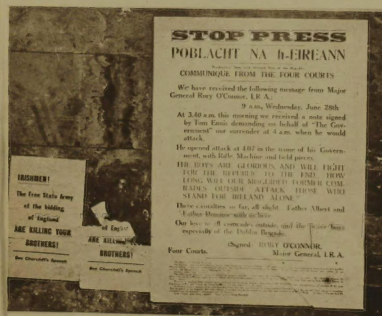 STOP PRESS
POBLACHT NA h-EIREANN
COMMUNIQUE FROM THE FOUR COURTS
We have received the following message from Major
General Rory O'Connor, I.R.A.:
9 a.m., Wednesday, June 28th
At 3.40 a.m. this morning we received a note signed
by Tom Ennis demanding on behalf of "The Gov-
ernment" our surrender at 4 a.m. when he would
attack.
He opened attack at 4.07 in the name of his Govern-
ment, with Rifle, Machine and field pieces.
THE BOYS ARE GLORIOUS, AND WILL FIGHT
FOR THE REPUBLIC TO THE END. HOW
LONG WILL OUR MISGUIDED FORMER COM-
RADES OUTSIDE ATTACK THOSE WHO
STAND FOR IRELAND ALONE?
Three casualties so far, all slight. Father Albert and
Father Dominic with us here.
Our love to all comrades outside, and the brave boys
especially of the Dublin Brigade.
(Signed) RORY O'CONNOR,
Four Courts. Major General, I.R.A.
IRISHMEN!
The Free State Army
at the bidding
of England
ARE KILLING YOUR
BROTHERS!
See Churchill's Speech
of England
ARE KILLING
BROTHERS!
See Churchill's Speech